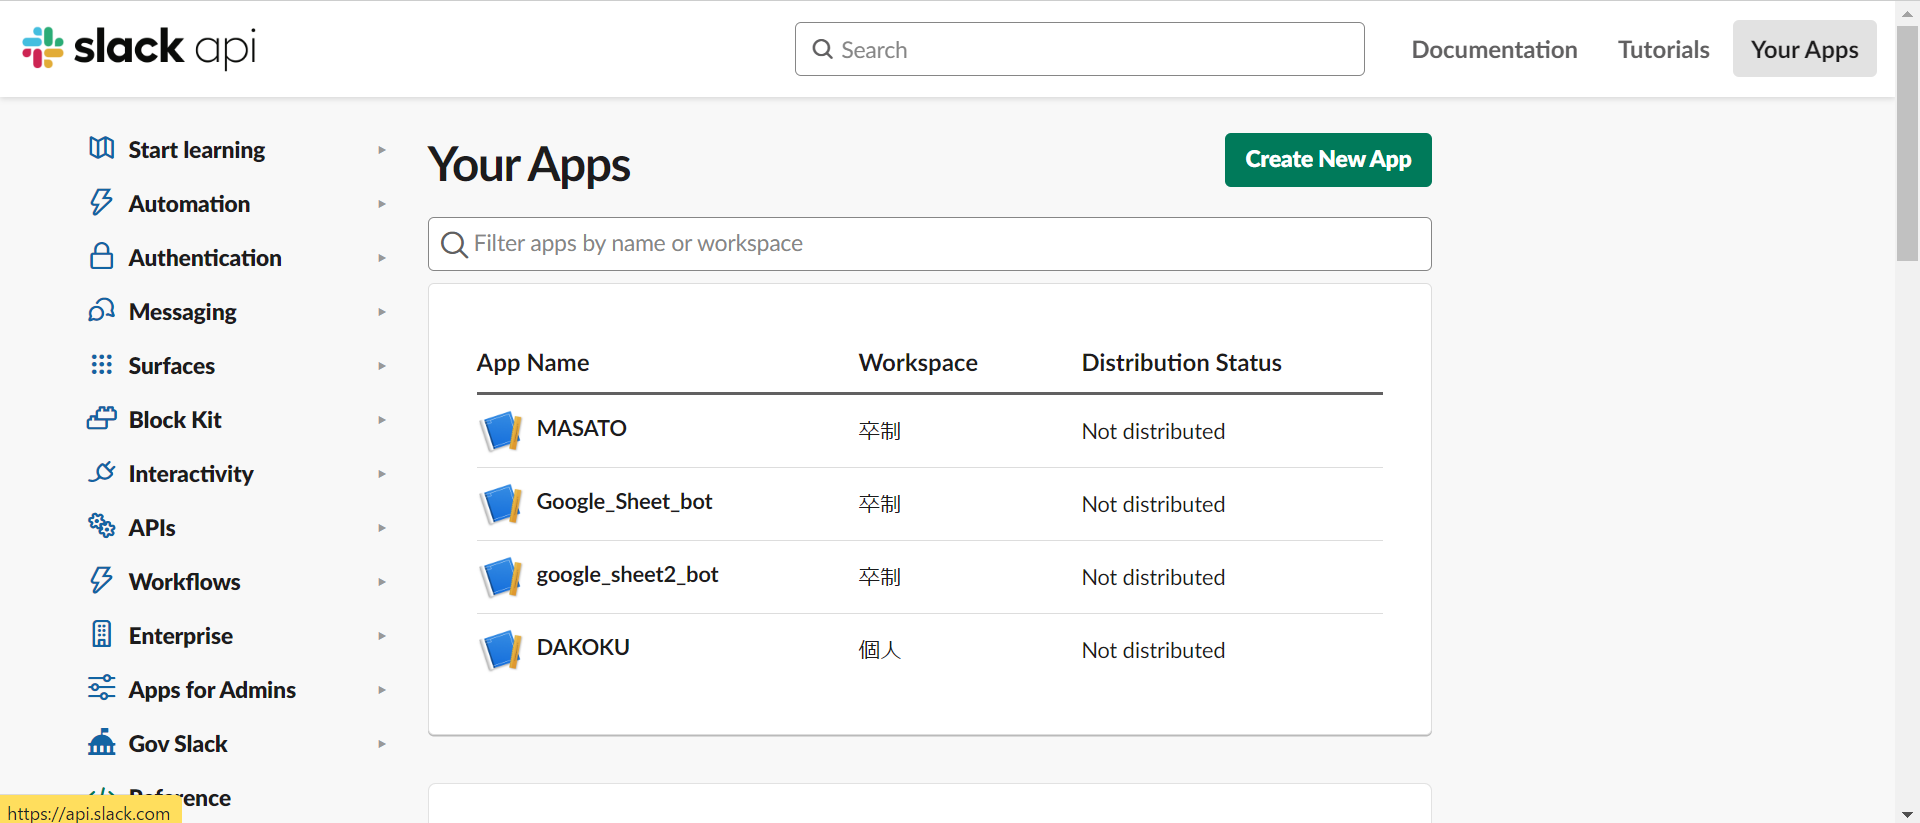 slack api
Search
Documentation
Tutorials
Your Apps
Start learning
Automation
Authentication
Messaging
Surfaces
Block Kit
Interactivity
APIs
Workflows
Enterprise
Apps for Admins
Gov Slack
Reference
https://api.slack.com
Your Apps
Create New App
Filter apps by name or workspace
App Name Workspace Distribution Status
MASATO 卒制 Not distributed
Google_Sheet_bot 卒制 Not distributed
google_sheet2_bot 卒制 Not distributed
DAKOKU 個人 Not distributed